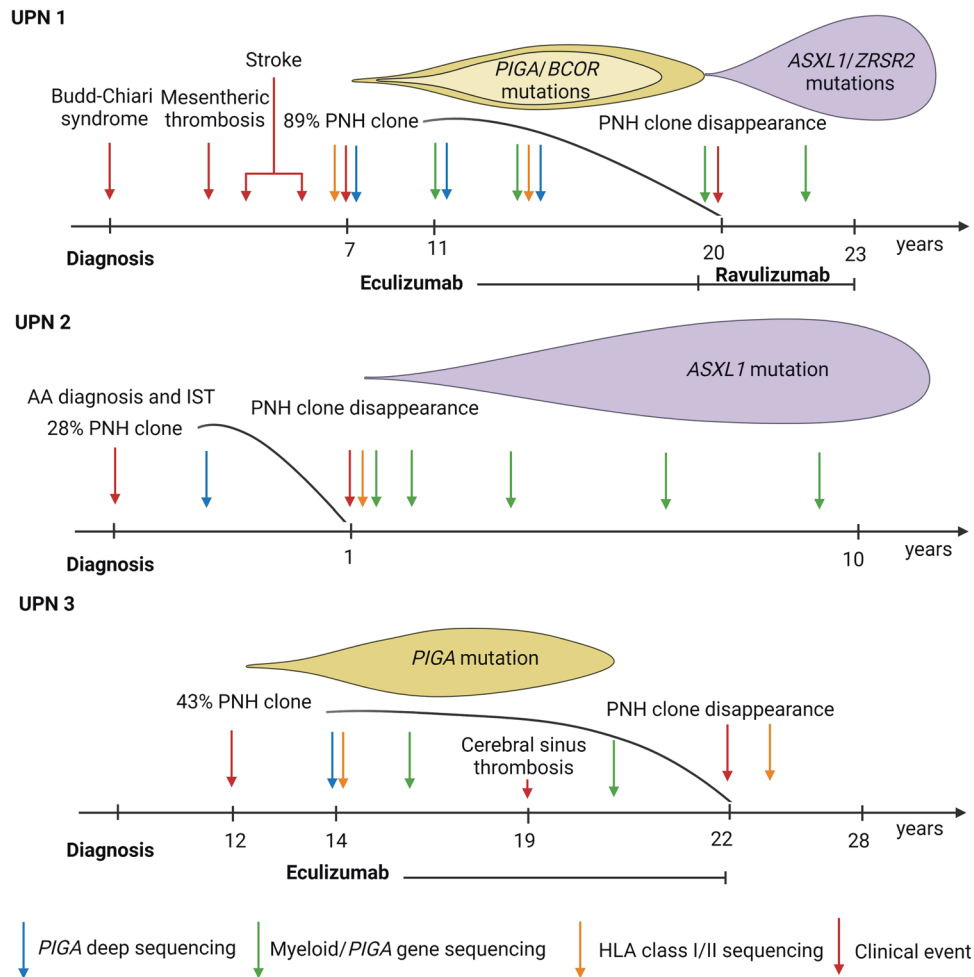 UPN 1
Stroke
Budd-Chiari
syndrome
Mesentheric
thrombosis
89% PNH clone
PIGA/BCOR
mutations
ASXL1/ZRSR2
mutations
PNH clone disappearance
Diagnosis
7
11
20
23
years
Eculizumab
Ravulizumab
UPN 2
AA diagnosis and IST
28% PNH clone
PNH clone disappearance
ASXL1 mutation
Diagnosis
1
10
years
UPN 3
PIGA mutation
43% PNH clone
PNH clone disappearance
Cerebral sinus
thrombosis
Diagnosis
12
14
19
22
28
years
Eculizumab
PIGA deep sequencing
Myeloid/PIGA gene sequencing
HLA class I/II sequencing
Clinical event